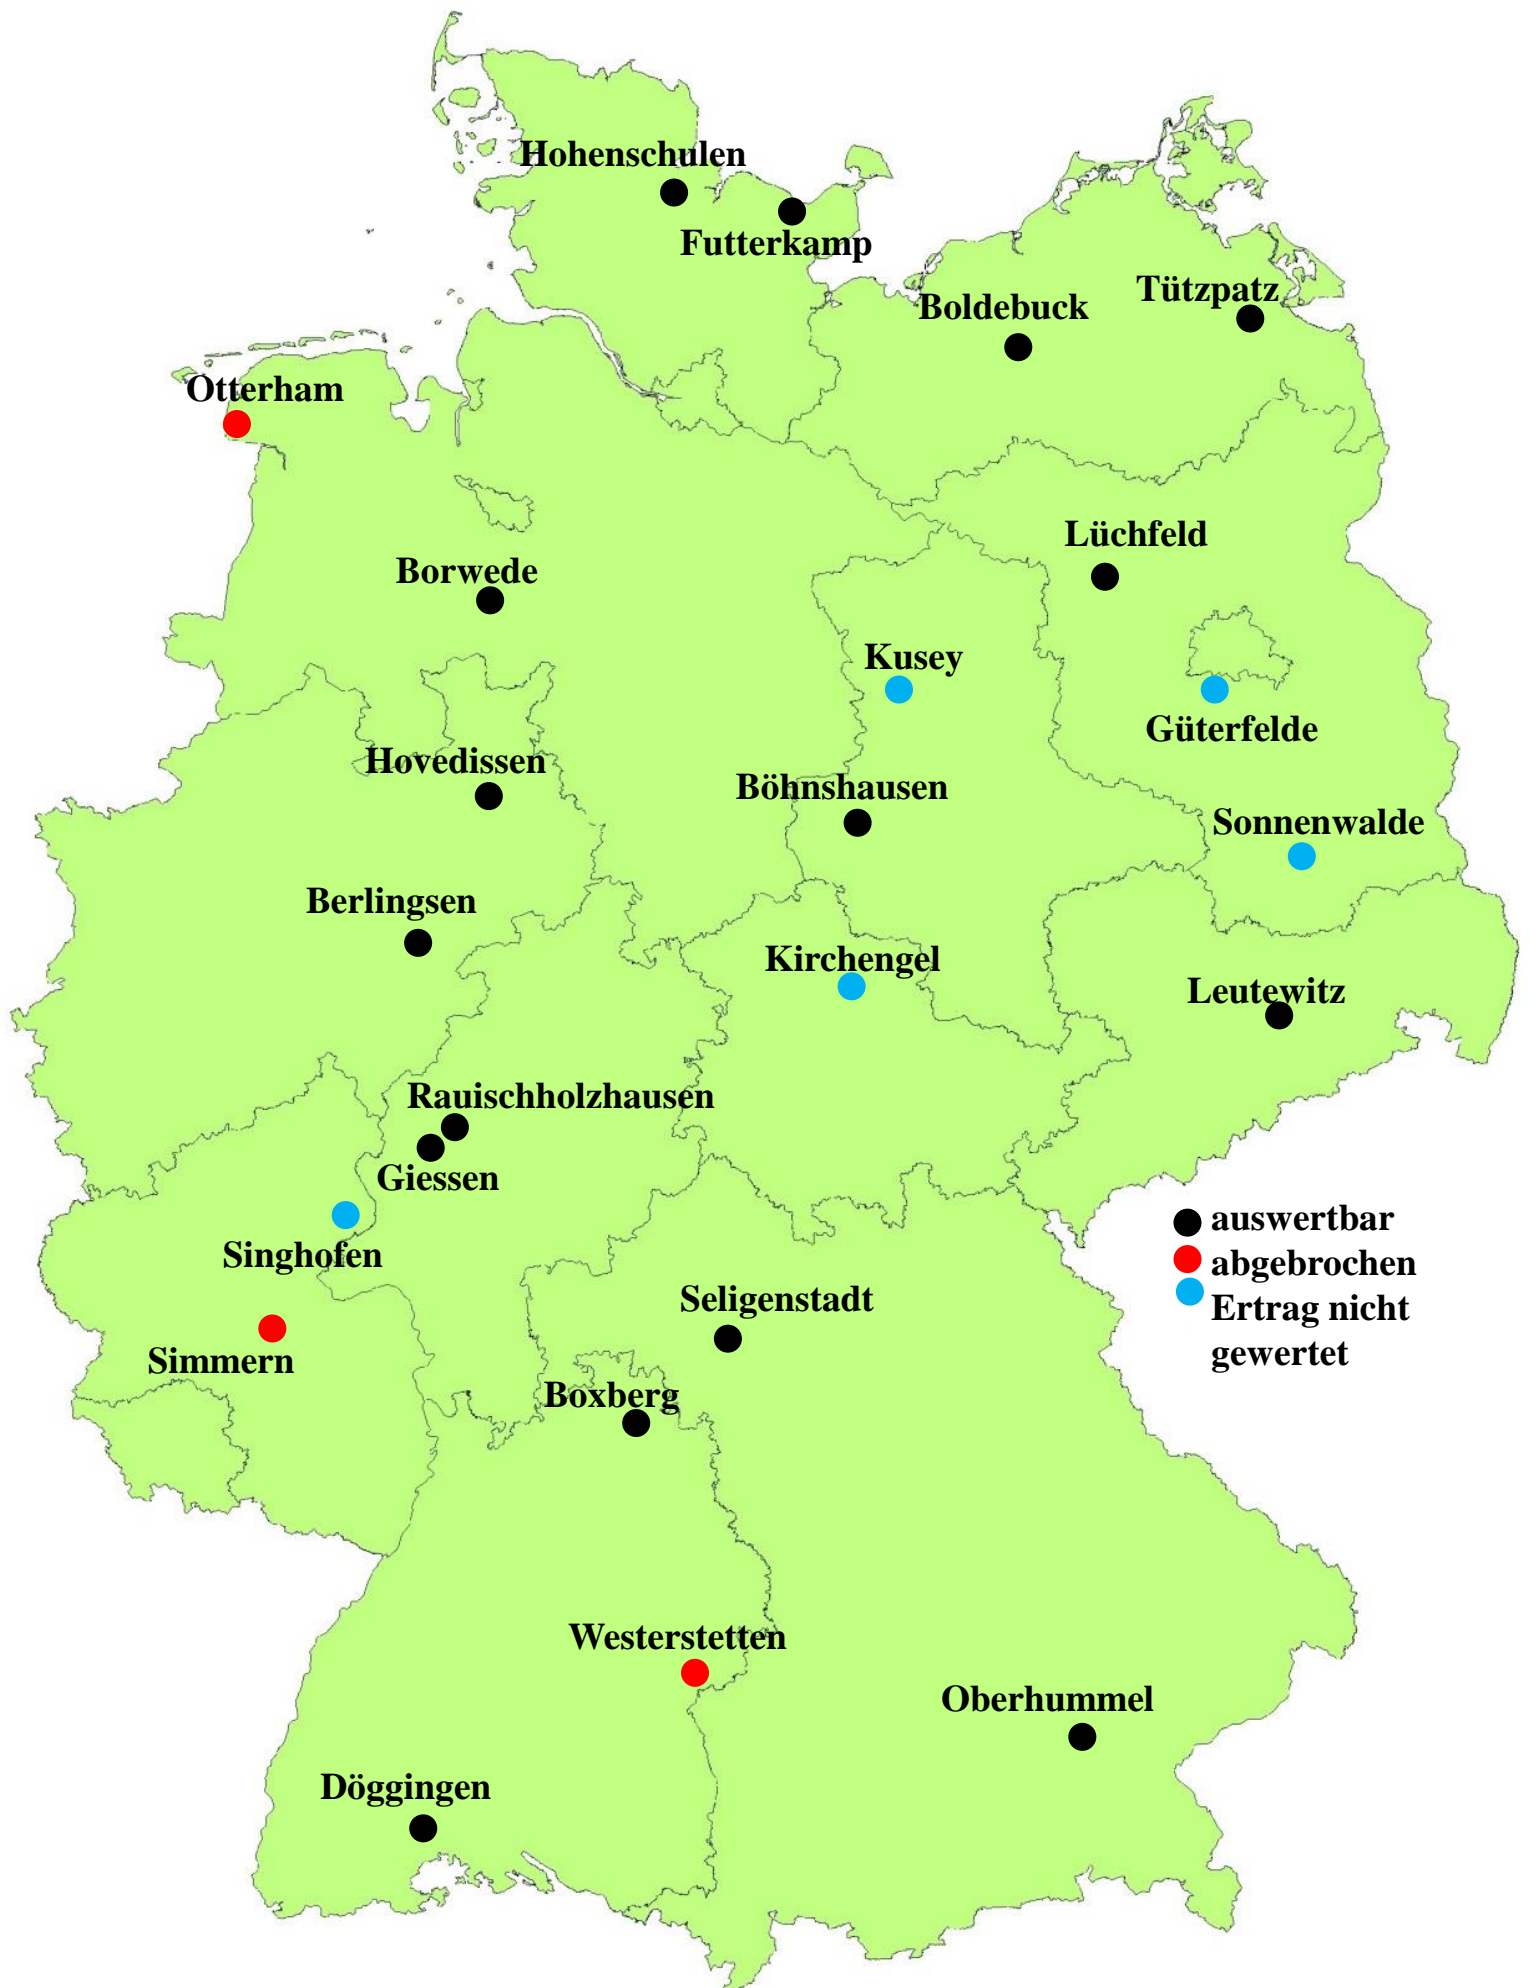 Hohenschulen
Futterkamp
Tützpatz
Boldebuck
Otterham
Lüchfeld
Borwede
Kusey
Güterfelde
Hovedissen
Böhnshausen
Sonnenwalde
Berlingsen
Kirchengel
Leutewitz
Rauischholzhausen
Giessen
Singhofen
Simmern
Seligenstadt
Boxberg
Westerstetten
Oberhummel
Döggingen
auswertbar
abgebrochen
Ertrag nicht
gewertet